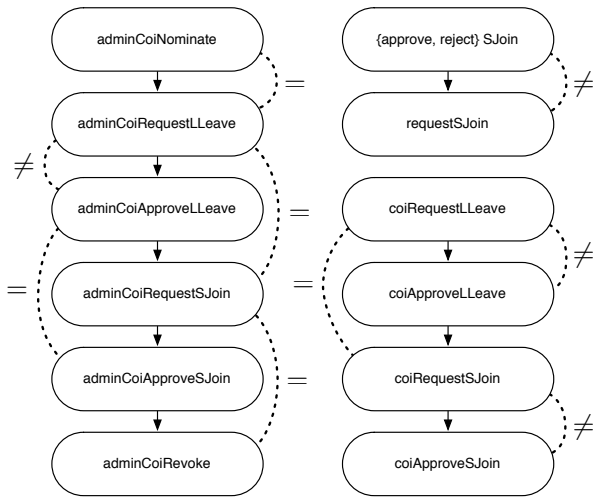 adminCoiNominate
=
adminCoiRequestLLeave
≠
adminCoiApproveLLeave
=
=
adminCoiRequestSJoin
adminCoiApproveSJoin
=
adminCoiRevoke
{approve, reject} SJoin
≠
requestSJoin
coiRequestLLeave
≠
coiApproveLLeave
=
coiRequestSJoin
≠
coiApproveSJoin